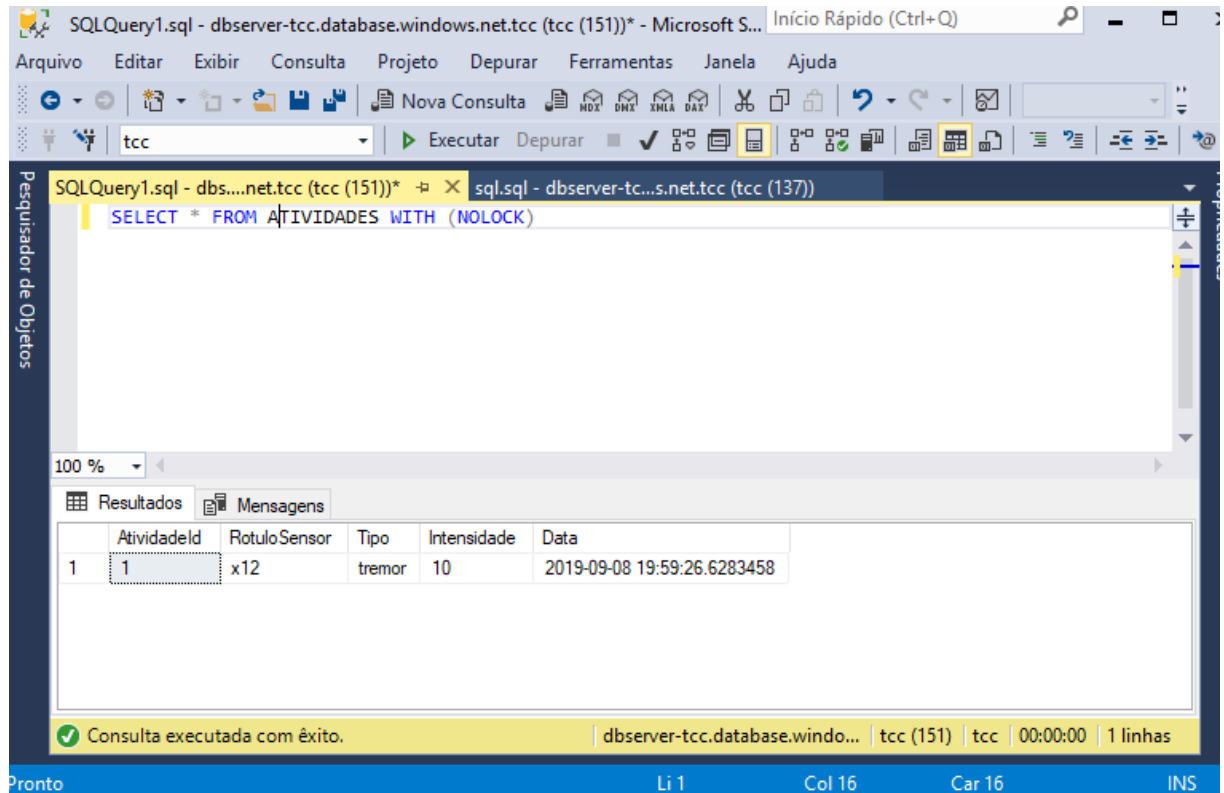 SQLQuery1.sql - dbserver-tcc.database.windows.net.tcc (tcc (151))* - Microsoft S...
Início Rápido (Ctrl+Q)
Arquivo Editar Exibir Consulta Projeto Depurar Ferramentas Janela Ajuda
Nova Consulta MDX DMX XMLA DAX
tcc Executar Depurar
Pesquisador de Objetos
SQLQuery1.sql - dbs....net.tcc (tcc (151))* sql.sql - dbserver-tc...s.net.tcc (tcc (137))
SELECT * FROM ATIVIDADES WITH (NOLOCK)
100 %
Resultados Mensagens
AtividadeId RotuloSensor Tipo Intensidade Data
1 1 x12 tremor 10 2019-09-08 19:59:26.6283458
Consulta executada com êxito. dbserver-tcc.database.windo... tcc (151) tcc 00:00:00 1 linhas
Pronto Li 1 Col 16 Car 16 INS